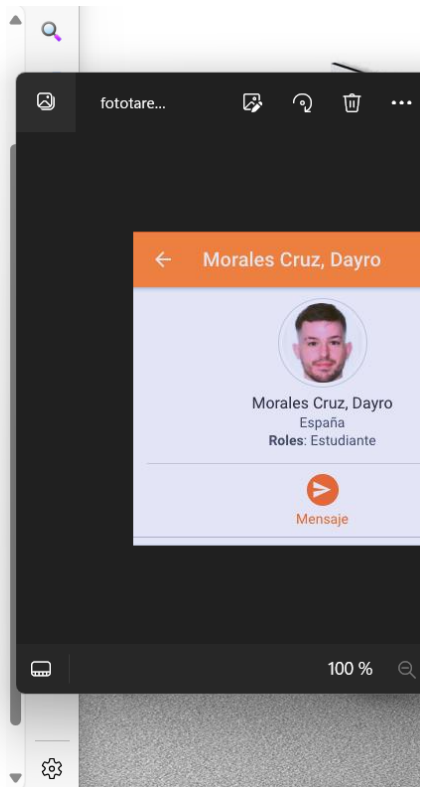 fototare...
Morales Cruz, Dayro
Morales Cruz, Dayro
España
Roles: Estudiante
Mensaje
100 %